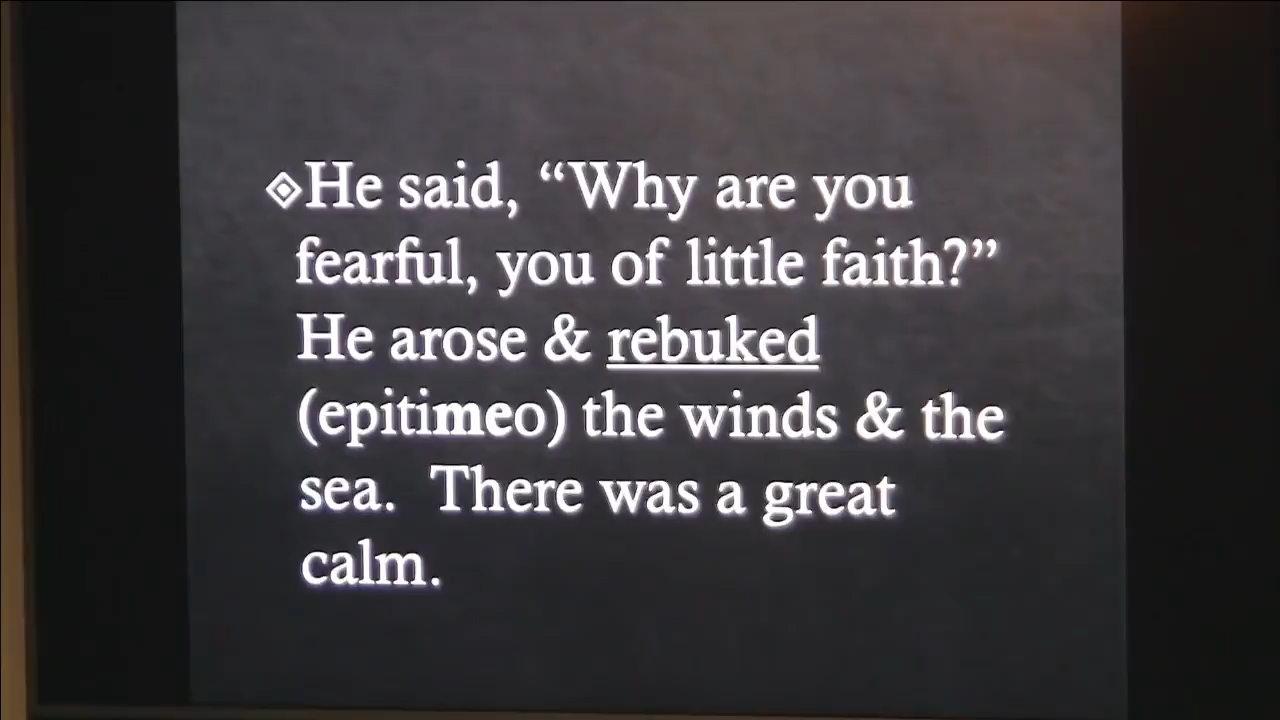 He said, “Why are you
fearful, you of little faith?”
He arose & rebuked
(epitimeo) the winds & the
sea.  There was a great
calm.